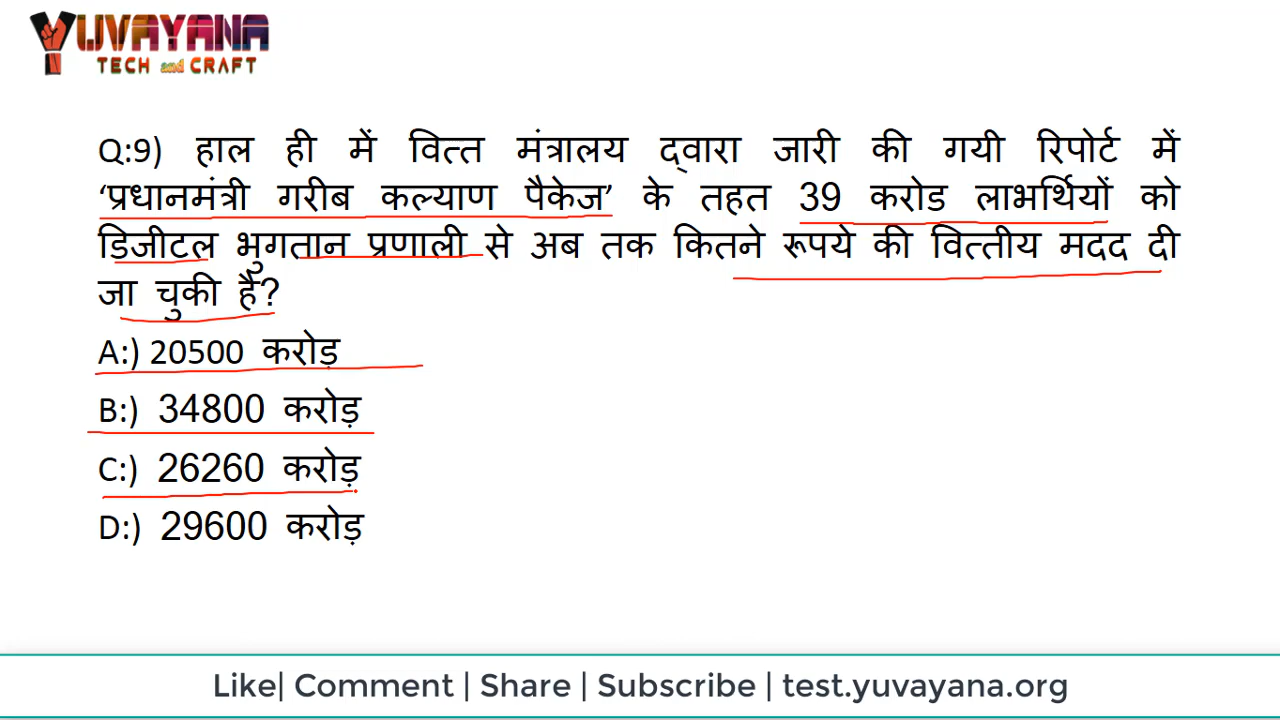 YUVAYANA
TECH and CRAFT
Q:9) हाल ही में वित्त मंत्रालय द्वारा जारी की गयी रिपोर्ट में
‘प्रधानमंत्री गरीब कल्याण पैकेज’ के तहत 39 करोड लाभर्थियों को
डिजीटल भुगतान प्रणाली से अब तक कितने रूपये की वित्तीय मदद दी
जा चुकी है?
A:) 20500 करोड़
B:) 34800 करोड़
C:) 26260 करोड़
D:) 29600 करोड़
Like| Comment | Share | Subscribe | test.yuvayana.org